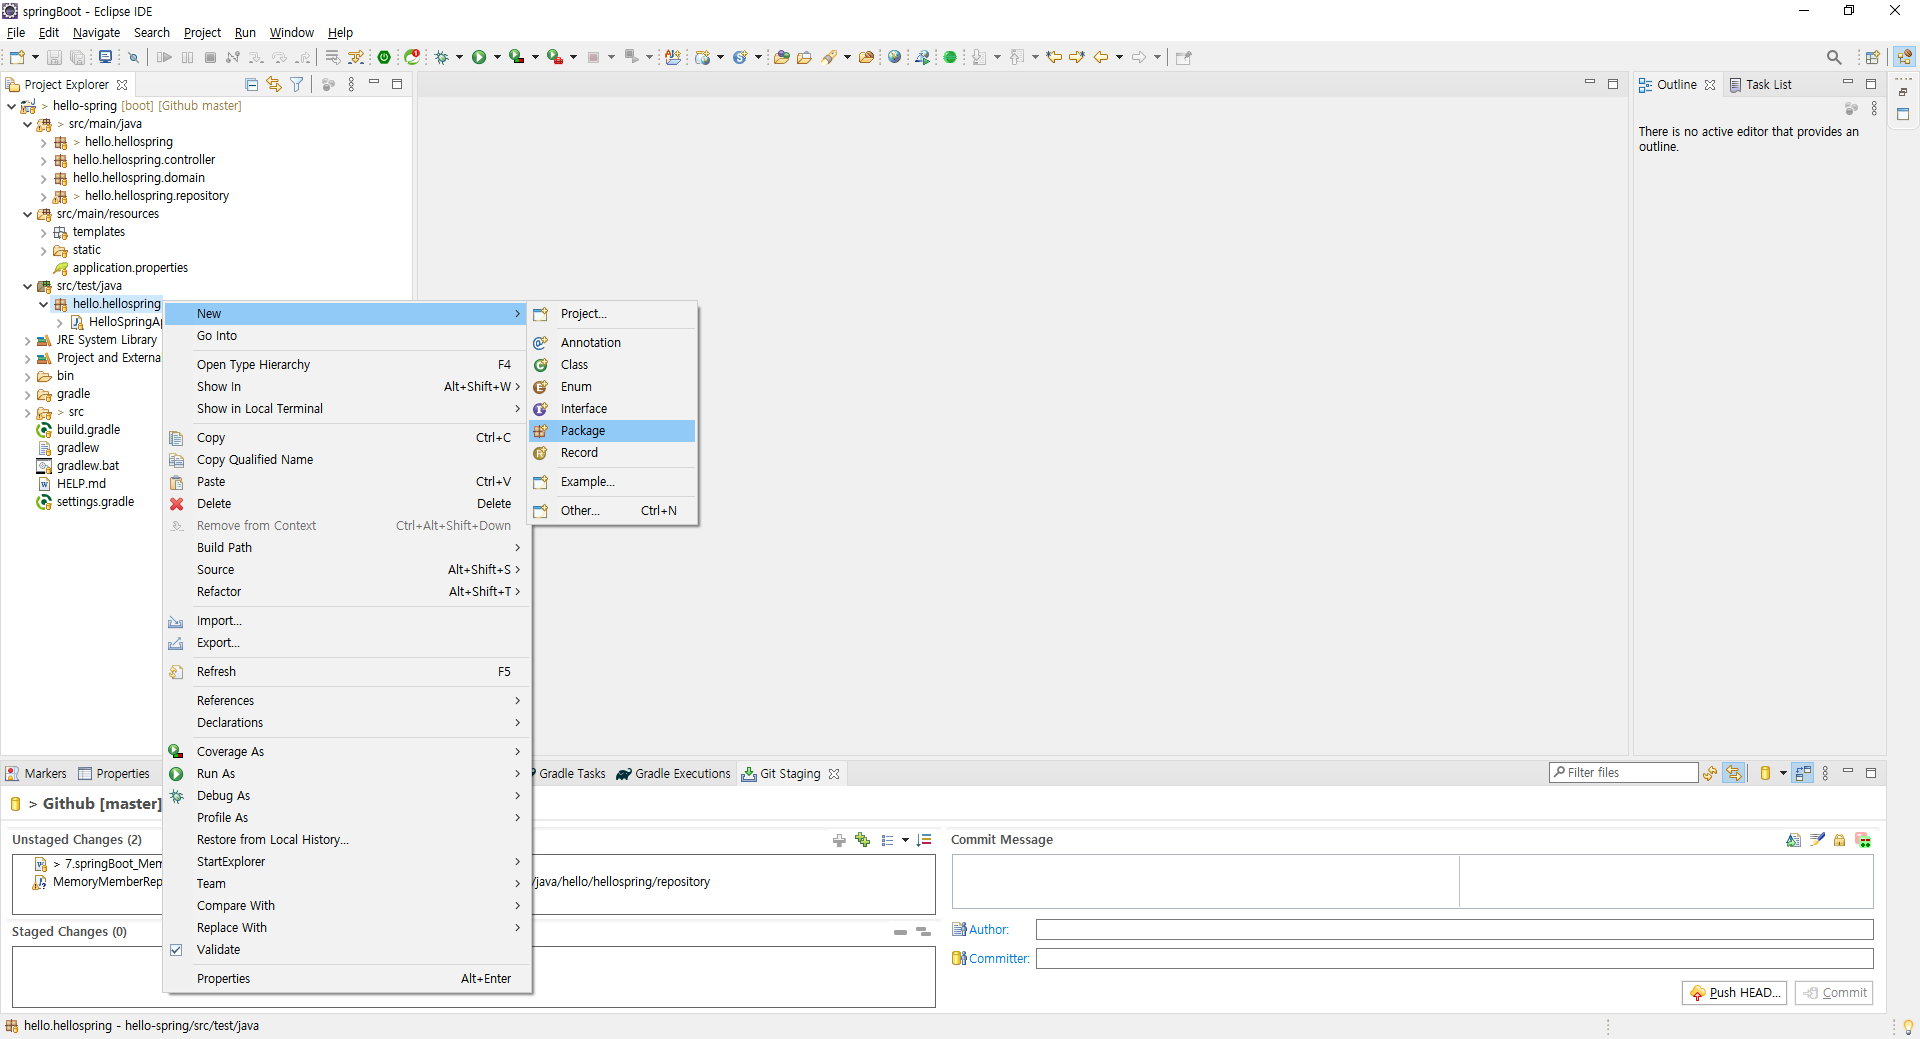 springBoot - Eclipse IDE
File Edit Navigate Search Project Run Window Help
Project Explorer
> hello-spring [boot] [Github master]
> src/main/java
> hello.hellospring
hello.hellospring.controller
hello.hellospring.domain
> hello.hellospring.repository
src/main/resources
templates
static
application.properties
src/test/java
hello.hellospring
HelloSpringAp
JRE System Library
Project and Externa
bin
gradle
> src
build.gradle
gradlew
gradlew.bat
HELP.md
settings.gradle
New
Go Into
Open Type Hierarchy F4
Show In Alt+Shift+W
Show in Local Terminal
Copy Ctrl+C
Copy Qualified Name
Paste Ctrl+V
Delete Delete
Remove from Context Ctrl+Alt+Shift+Down
Build Path
Source Alt+Shift+S
Refactor Alt+Shift+T
Import...
Export...
Refresh F5
References
Declarations
Coverage As
Run As
Debug As
Profile As
Restore from Local History...
StartExplorer
Team
Compare With
Replace With
Validate
Properties Alt+Enter
Project...
Annotation
Class
Enum
Interface
Package
Record
Example...
Other... Ctrl+N
Outline Task List
There is no active editor that provides an
outline.
Markers Properties Gradle Tasks Gradle Executions Git Staging
Filter files
> Github [master]
Unstaged Changes (2)
> 7.springBoot_Mem
MemoryMemberRep /java/hello/hellospring/repository
Staged Changes (0)
Commit Message
Author:
Committer:
Push HEAD... Commit
hello.hellospring - hello-spring/src/test/java